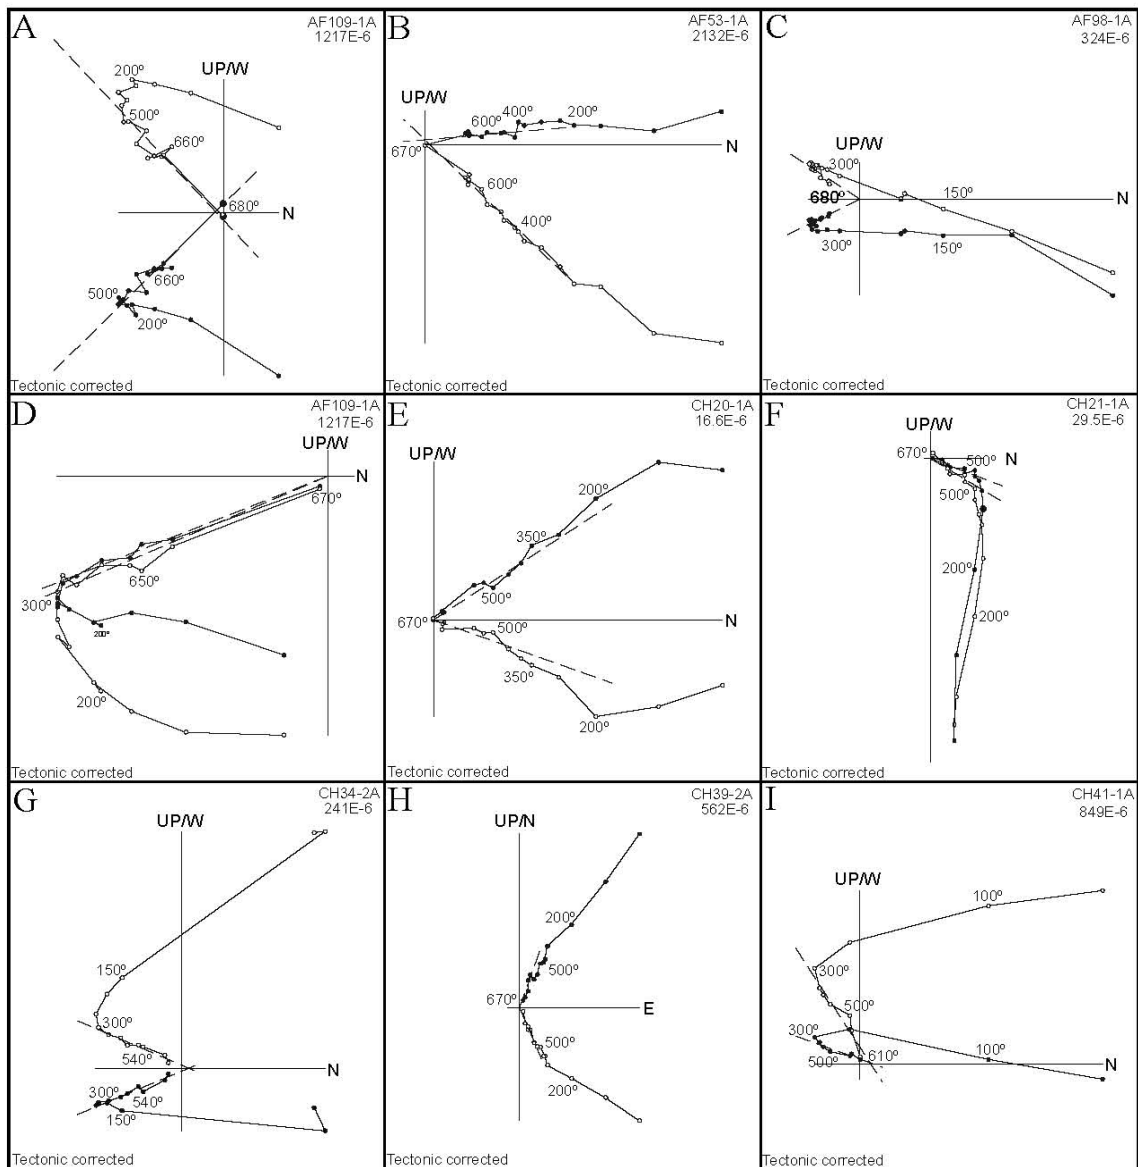 A
AF109-1A
1217E-6
200º
UP/W
500º
660º
N
680º
500º
660º
200º
Tectonic corrected
B
AF53-1A
2132E-6
UP/W
600º
400º
200º
670º
N
600º
400º
Tectonic corrected
C
AF98-1A
324E-6
UP/W
300º
150º
680º
N
300º
150º
Tectonic corrected
D
AF109-1A
1217E-6
UP/W
N
670º
650º
300º
200º
200º
Tectonic corrected
E
CH20-1A
16.6E-6
UP/W
200º
350º
500º
670º
N
500º
350º
200º
Tectonic corrected
F
CH21-1A
29.5E-6
UP/W
670º
500º
N
500º
200º
200º
Tectonic corrected
G
CH34-2A
241E-6
UP/W
150º
300º
540º
N
300º
540º
150º
Tectonic corrected
H
CH39-2A
562E-6
UP/N
200º
500º
670º
E
500º
200º
Tectonic corrected
I
CH41-1A
849E-6
UP/W
100º
300º
500º
300º
500º
610º
100º
N
Tectonic corrected